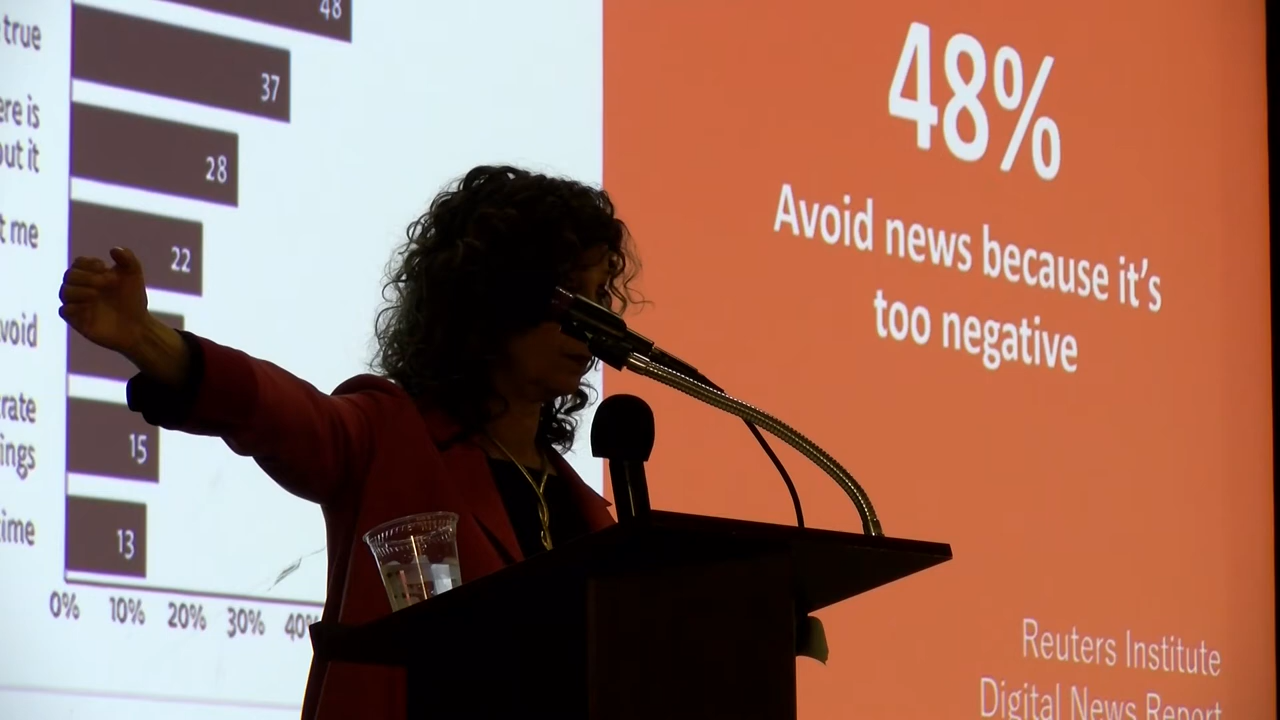 48
true
37
ere is
out it
28
t me
22
void
rate
ings
15
time
13
0% 10% 20% 30% 40%
48%
Avoid news because it's
too negative
Reuters Institute
Digital News Report